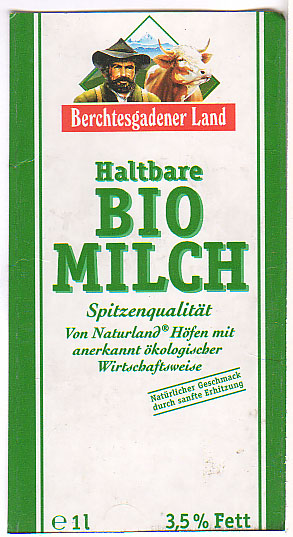 Berchtesgadener Land
Haltbare
BIO
MILCH
Spitzenqualität
Von Naturland® Höfen mit
anerkannt ökologischer
Wirtschaftsweise
Natürlicher Geschmack
durch sanfte Erhitzung
e 1l
3,5% Fett